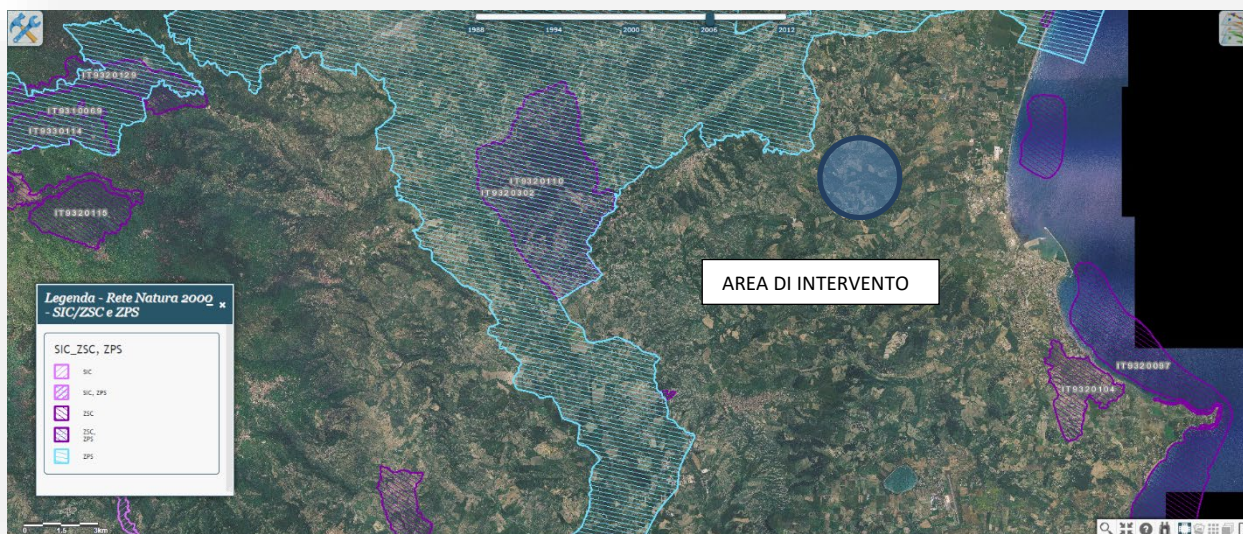 1988 1994 2000 2006 2012
IT9320129
IT9310069
IT9330114
IT9320115
IT9320110
IT9320302
AREA DI INTERVENTO
IT9320097
IT9320104
Legenda - Rete Natura 2000
- SIC/ZSC e ZPS
SIC_ZSC, ZPS
SIC
SIC, ZPS
ZSC
ZSC,
ZPS
ZPS
0 1.5 3km